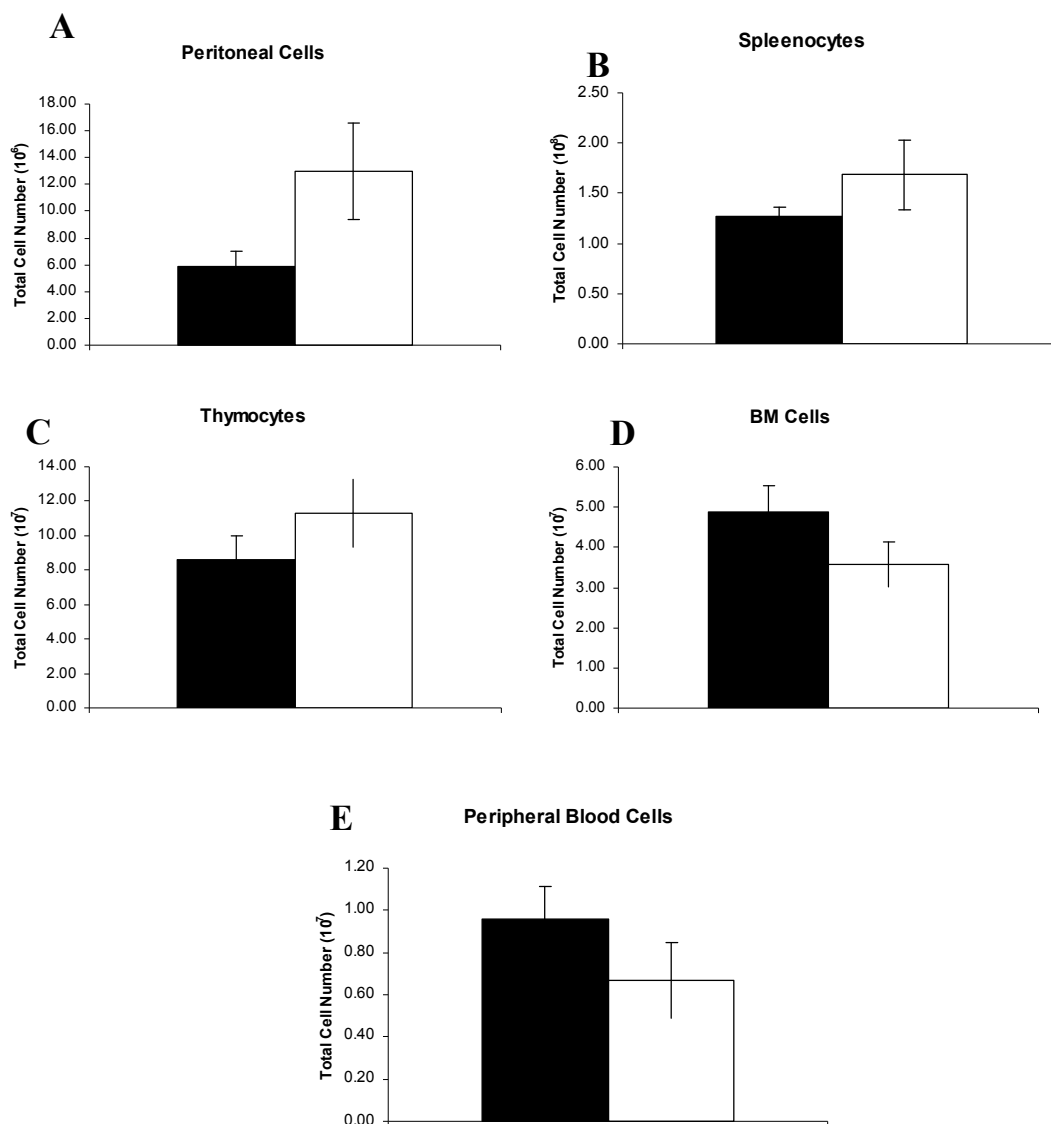 A
Peritoneal Cells
Total Cell Number (10⁶)
18.00
16.00
14.00
12.00
10.00
8.00
6.00
4.00
2.00
0.00
B
Spleenocytes
Total Cell Number (10⁸)
2.50
2.00
1.50
1.00
0.50
0.00
C
Thymocytes
Total Cell Number (10⁷)
14.00
12.00
10.00
8.00
6.00
4.00
2.00
0.00
D
BM Cells
Total Cell Number (10⁷)
6.00
5.00
4.00
3.00
2.00
1.00
0.00
E
Peripheral Blood Cells
Total Cell Number (10⁷)
1.20
1.00
0.80
0.60
0.40
0.20
0.00